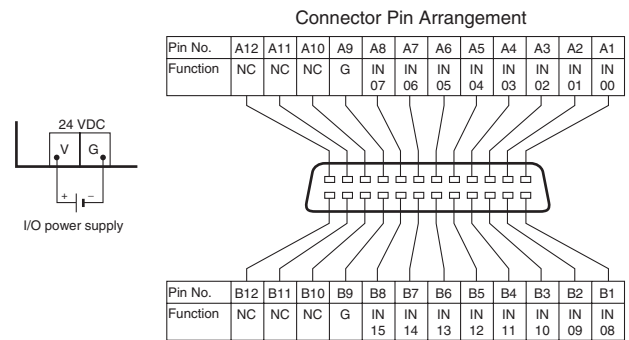 Connector Pin Arrangement
Pin No. A12 A11 A10 A9 A8 A7 A6 A5 A4 A3 A2 A1
Function NC NC NC G IN 07 IN 06 IN 05 IN 04 IN 03 IN 02 IN 01 IN 00
24 VDC
V G
+ −
I/O power supply
Pin No. B12 B11 B10 B9 B8 B7 B6 B5 B4 B3 B2 B1
Function NC NC NC G IN 15 IN 14 IN 13 IN 12 IN 11 IN 10 IN 09 IN 08